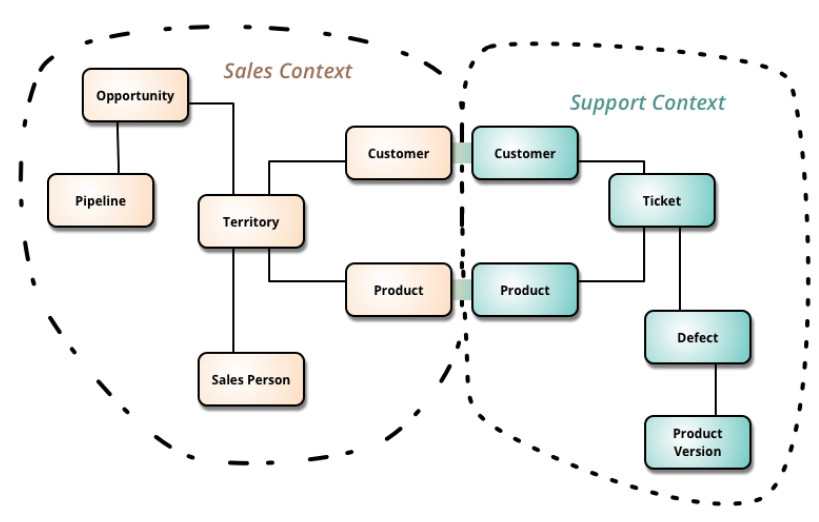 Sales Context
Opportunity
Support Context
Customer
Customer
Pipeline
Ticket
Territory
Product
Product
Defect
Sales Person
Product
Version